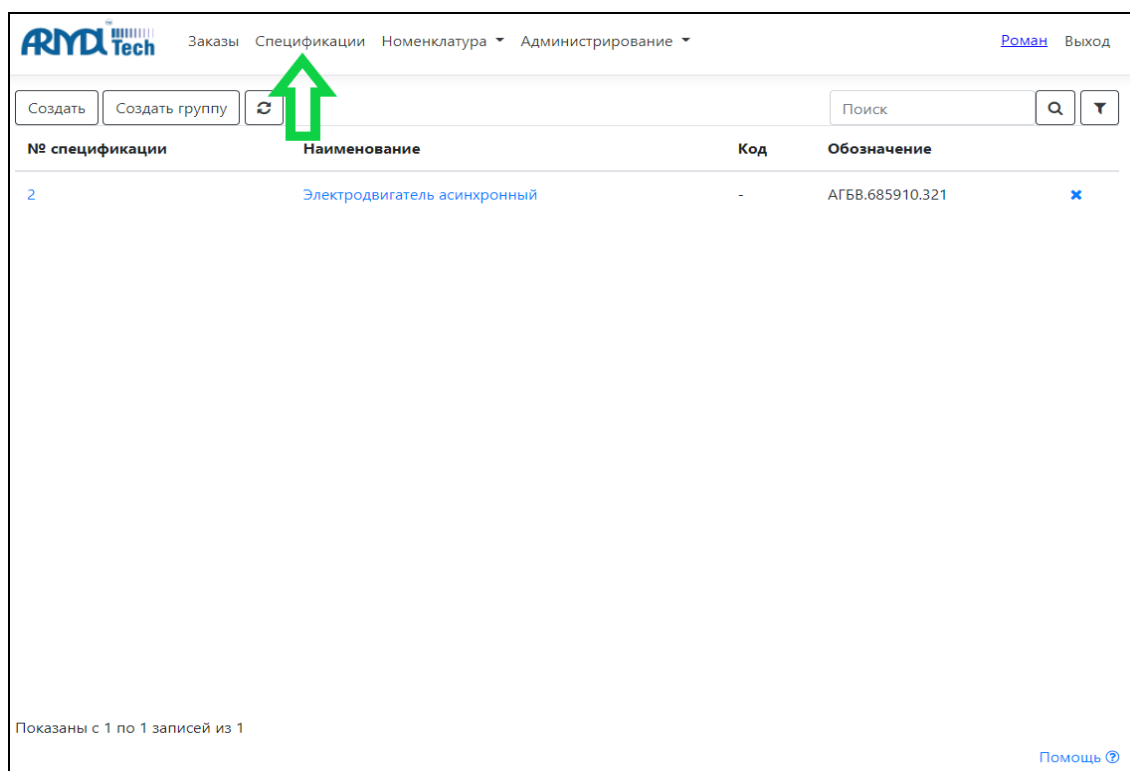 ARMA Tech Заказы Спецификации Номенклатура Администрирование Роман Выход
Создать Создать группу Поиск
№ спецификации Наименование Код Обозначение
2 Электродвигатель асинхронный - АГБВ.685910.321
Показаны с 1 по 1 записей из 1
Помощь